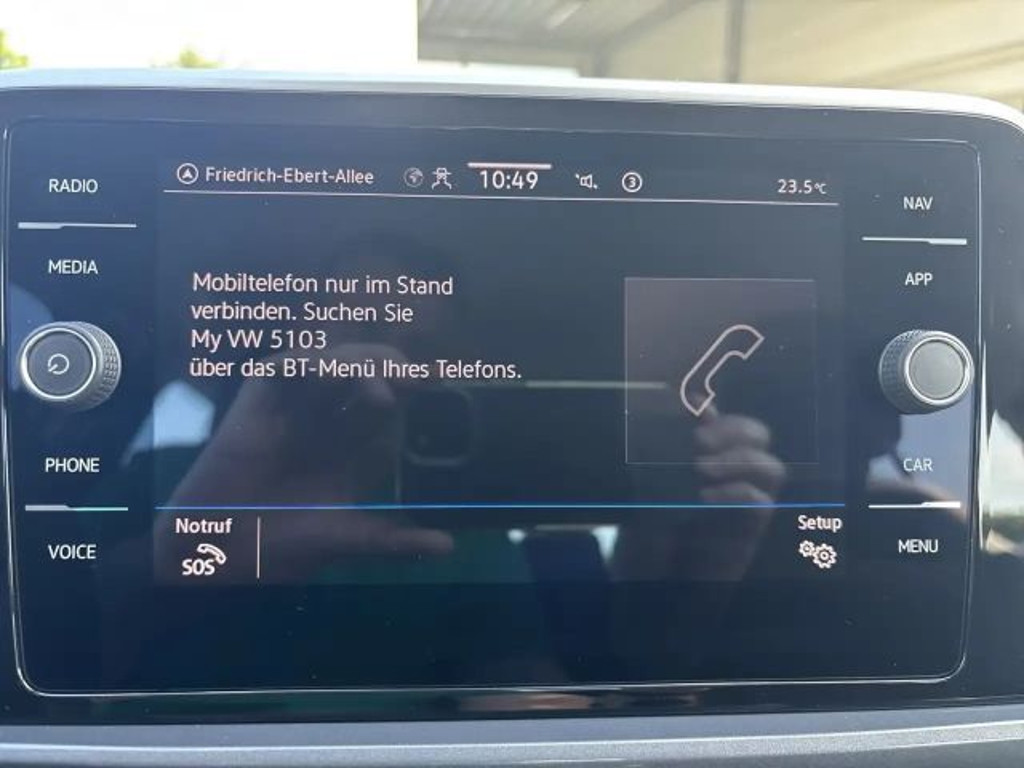 RADIO
MEDIA
PHONE
VOICE
Friedrich-Ebert-Allee 10:49 3 23.5°C
Mobiltelefon nur im Stand
verbinden. Suchen Sie
My VW 5103
über das BT-Menü Ihres Telefons.
Notruf
SOS
Setup
NAV
APP
CAR
MENU